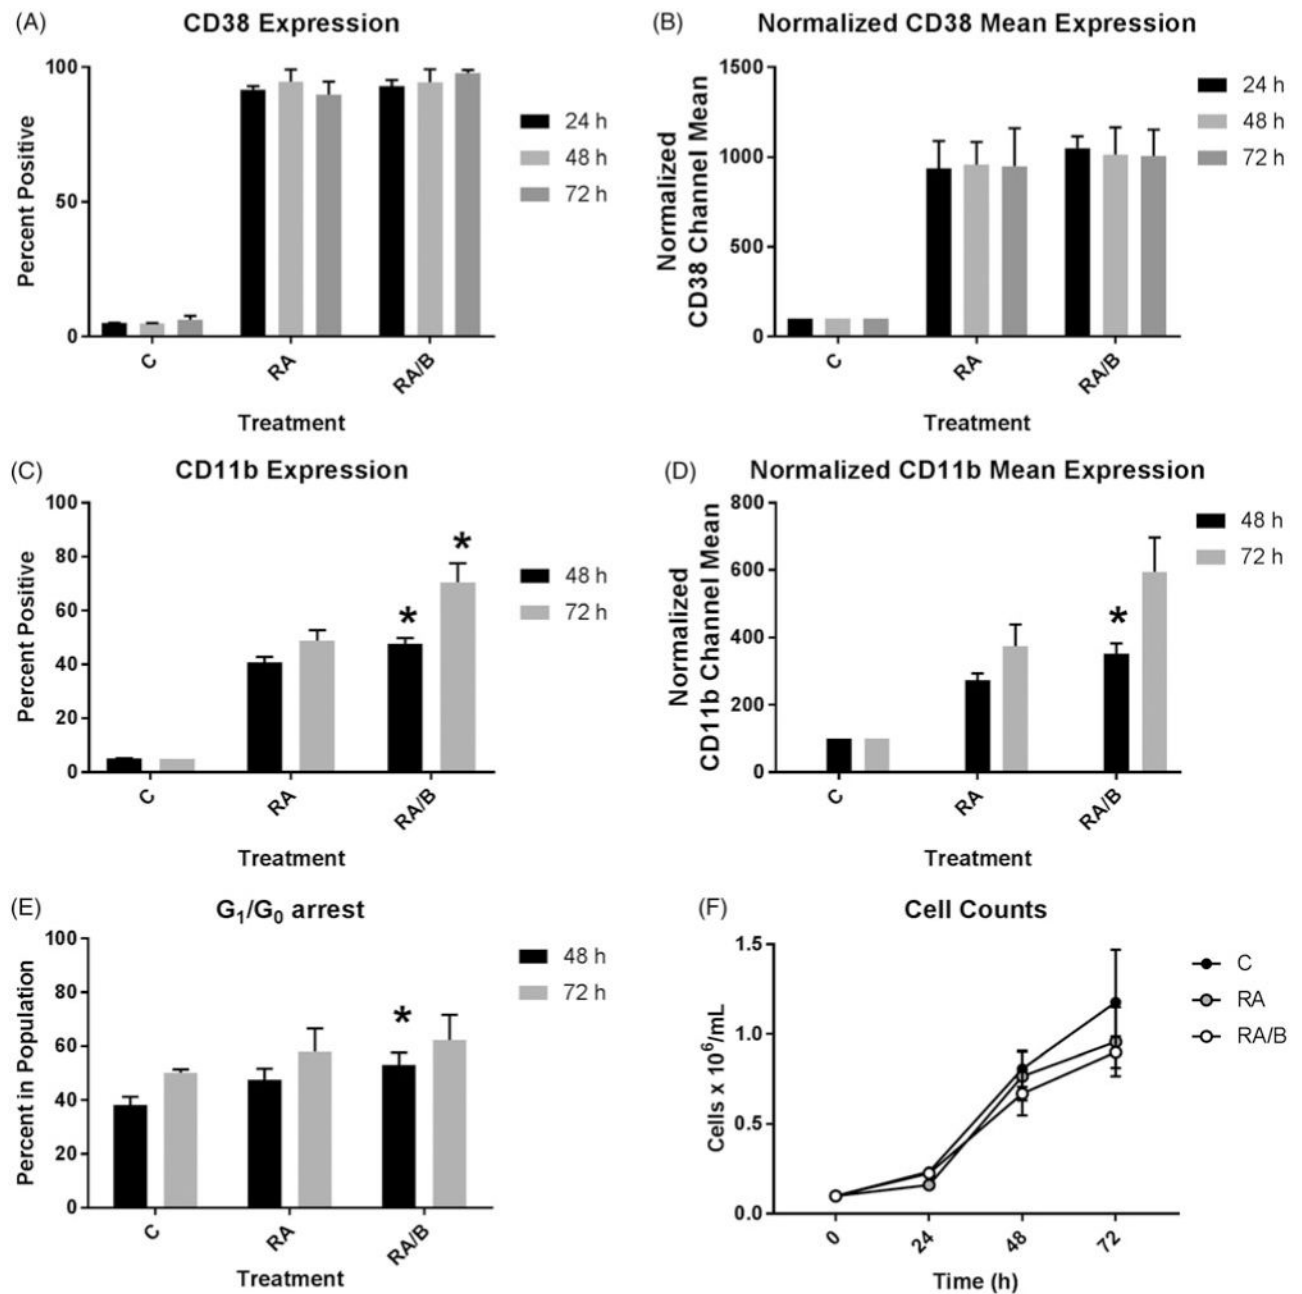 (A)
CD38 Expression
Percent Positive
100
50
0
C
RA
RA/B
Treatment
24 h
48 h
72 h
(B)
Normalized CD38 Mean Expression
Normalized
CD38 Channel Mean
1500
1000
500
0
C
RA
RA/B
Treatment
24 h
48 h
72 h
(C)
CD11b Expression
Percent Positive
100
80
60
40
20
0
*
*
C
RA
RA/B
Treatment
48 h
72 h
(D)
Normalized CD11b Mean Expression
Normalized
CD11b Channel Mean
800
600
400
200
0
*
C
RA
RA/B
Treatment
48 h
72 h
(E)
G₁/G₀ arrest
Percent in Population
100
80
60
40
20
0
*
C
RA
RA/B
Treatment
48 h
72 h
(F)
Cell Counts
Cells x 10⁶/mL
1.5
1.0
0.5
0.0
0
24
48
72
Time (h)
C
RA
RA/B